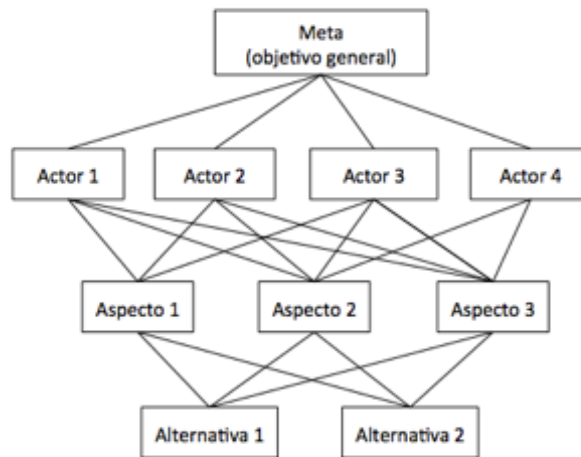 Meta
(objetivo general)
Actor 1
Actor 2
Actor 3
Actor 4
Aspecto 1
Aspecto 2
Aspecto 3
Alternativa 1
Alternativa 2